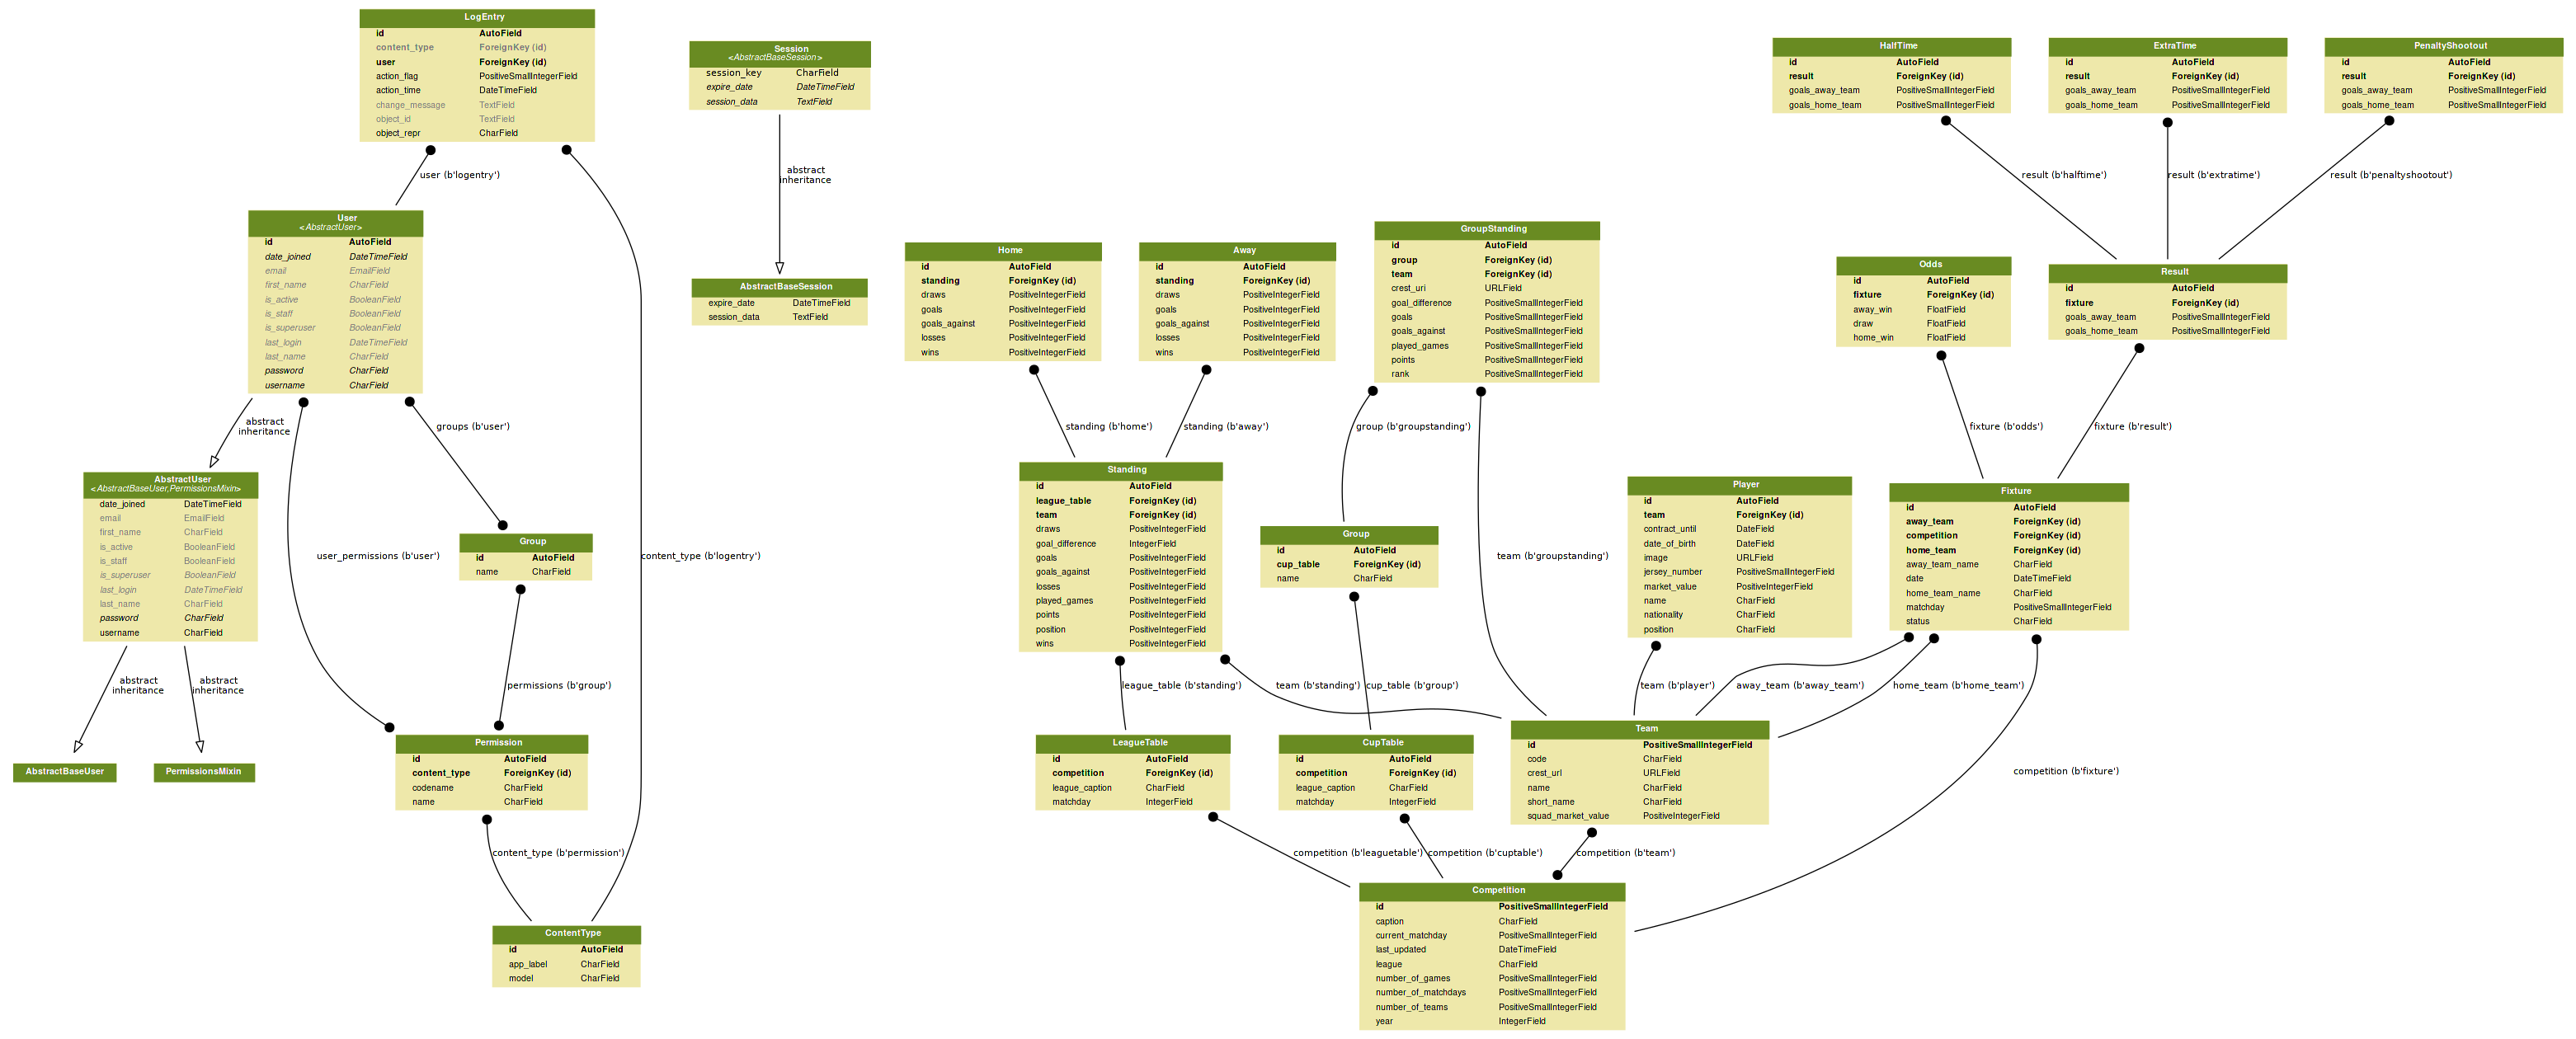 LogEntry
id AutoField
content_type ForeignKey (id)
user ForeignKey (id)
action_flag PositiveSmallIntegerField
action_time DateTimeField
change_message TextField
object_id TextField
object_repr CharField
Session
<AbstractBaseSession>
session_key CharField
expire_date DateTimeField
session_data TextField
HalfTime
id AutoField
result ForeignKey (id)
goals_away_team PositiveSmallIntegerField
goals_home_team PositiveSmallIntegerField
ExtraTime
id AutoField
result ForeignKey (id)
goals_away_team PositiveSmallIntegerField
goals_home_team PositiveSmallIntegerField
PenaltyShootout
id AutoField
result ForeignKey (id)
goals_away_team PositiveSmallIntegerField
goals_home_team PositiveSmallIntegerField
user (b'logentry')
abstract
inheritance
result (b'halftime')
result (b'extratime')
result (b'penaltyshootout')
User
<AbstractUser>
id AutoField
date_joined DateTimeField
email EmailField
first_name CharField
is_active BooleanField
is_staff BooleanField
is_superuser BooleanField
last_login DateTimeField
last_name CharField
password CharField
username CharField
AbstractBaseSession
expire_date DateTimeField
session_data TextField
Home
id AutoField
standing ForeignKey (id)
draws PositiveIntegerField
goals PositiveIntegerField
goals_against PositiveIntegerField
losses PositiveIntegerField
wins PositiveIntegerField
Away
id AutoField
standing ForeignKey (id)
draws PositiveIntegerField
goals PositiveIntegerField
goals_against PositiveIntegerField
losses PositiveIntegerField
wins PositiveIntegerField
GroupStanding
id AutoField
group ForeignKey (id)
team ForeignKey (id)
crest_uri URLField
goal_difference PositiveSmallIntegerField
goals PositiveSmallIntegerField
goals_against PositiveSmallIntegerField
played_games PositiveSmallIntegerField
points PositiveSmallIntegerField
rank PositiveSmallIntegerField
Odds
id AutoField
fixture ForeignKey (id)
away_win FloatField
draw FloatField
home_win FloatField
Result
id AutoField
fixture ForeignKey (id)
goals_away_team PositiveSmallIntegerField
goals_home_team PositiveSmallIntegerField
abstract
inheritance
groups (b'user')
standing (b'home')
standing (b'away')
group (b'groupstanding')
fixture (b'odds')
fixture (b'result')
AbstractUser
<AbstractBaseUser,PermissionsMixin>
date_joined DateTimeField
email EmailField
first_name CharField
is_active BooleanField
is_staff BooleanField
is_superuser BooleanField
last_login DateTimeField
last_name CharField
password CharField
username CharField
user_permissions (b'user')
Group
id AutoField
name CharField
content_type (b'logentry')
Standing
id AutoField
league_table ForeignKey (id)
team ForeignKey (id)
draws PositiveIntegerField
goal_difference IntegerField
goals PositiveIntegerField
goals_against PositiveIntegerField
losses PositiveIntegerField
played_games PositiveIntegerField
points PositiveIntegerField
position PositiveIntegerField
wins PositiveIntegerField
Group
id AutoField
cup_table ForeignKey (id)
name CharField
team (b'groupstanding')
Player
id AutoField
team ForeignKey (id)
contract_until DateField
date_of_birth DateField
image URLField
jersey_number PositiveSmallIntegerField
market_value PositiveIntegerField
name CharField
nationality CharField
position CharField
Fixture
id AutoField
away_team ForeignKey (id)
competition ForeignKey (id)
home_team ForeignKey (id)
away_team_name CharField
date DateTimeField
home_team_name CharField
matchday PositiveSmallIntegerField
status CharField
abstract
inheritance
abstract
inheritance
permissions (b'group')
league_table (b'standing')
team (b'standing')
cup_table (b'group')
team (b'player')
away_team (b'away_team')
home_team (b'home_team')
AbstractBaseUser
PermissionsMixin
Permission
id AutoField
content_type ForeignKey (id)
codename CharField
name CharField
LeagueTable
id AutoField
competition ForeignKey (id)
league_caption CharField
matchday IntegerField
CupTable
id AutoField
competition ForeignKey (id)
league_caption CharField
matchday IntegerField
Team
id PositiveSmallIntegerField
code CharField
crest_url URLField
name CharField
short_name CharField
squad_market_value PositiveIntegerField
competition (b'fixture')
content_type (b'permission')
competition (b'leaguetable')
competition (b'cuptable')
competition (b'team')
ContentType
id AutoField
app_label CharField
model CharField
Competition
id PositiveSmallIntegerField
caption CharField
current_matchday PositiveSmallIntegerField
last_updated DateTimeField
league CharField
number_of_games PositiveSmallIntegerField
number_of_matchdays PositiveSmallIntegerField
number_of_teams PositiveSmallIntegerField
year IntegerField